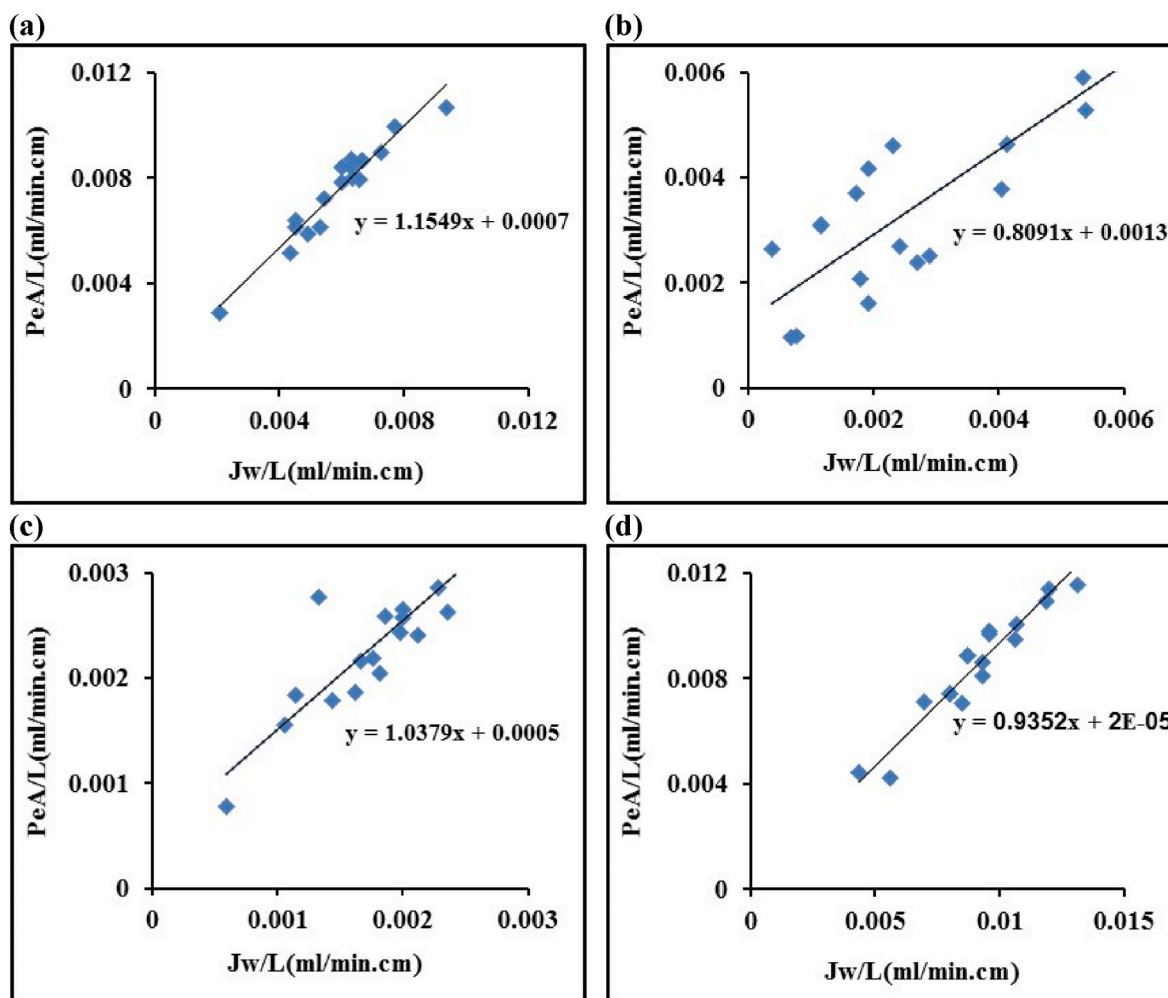 (a)
0.012
0.008
0.004
0
PeA/L(ml/min.cm)
y = 1.1549x + 0.0007
0
0.004
0.008
0.012
Jw/L(ml/min.cm)
(b)
0.006
0.004
0.002
0
PeA/L(ml/min.cm)
y = 0.8091x + 0.0013
0
0.002
0.004
0.006
Jw/L(ml/min.cm)
(c)
0.003
0.002
0.001
0
PeA/L(ml/min.cm)
y = 1.0379x + 0.0005
0
0.001
0.002
0.003
Jw/L(ml/min.cm)
(d)
0.012
0.008
0.004
0
PeA/L(ml/min.cm)
y = 0.9352x + 2E-05
0
0.005
0.01
0.015
Jw/L(ml/min.cm)